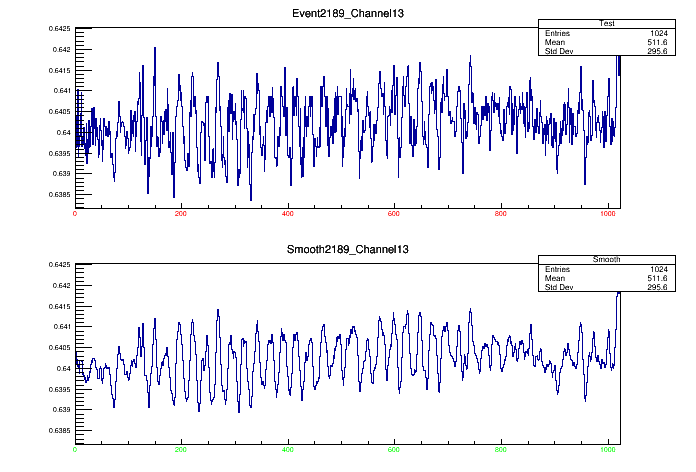 Event2189_Channel13
Test
Entries 1024
Mean 511.6
Std Dev 295.6
0.6425
0.642
0.6415
0.641
0.6405
0.64
0.6395
0.639
0.6385
0 200 400 600 800 1000
Smooth2189_Channel13
Smooth
Entries 1024
Mean 511.6
Std Dev 295.6
0.6425
0.642
0.6415
0.641
0.6405
0.64
0.6395
0.639
0.6385
0 200 400 600 800 1000